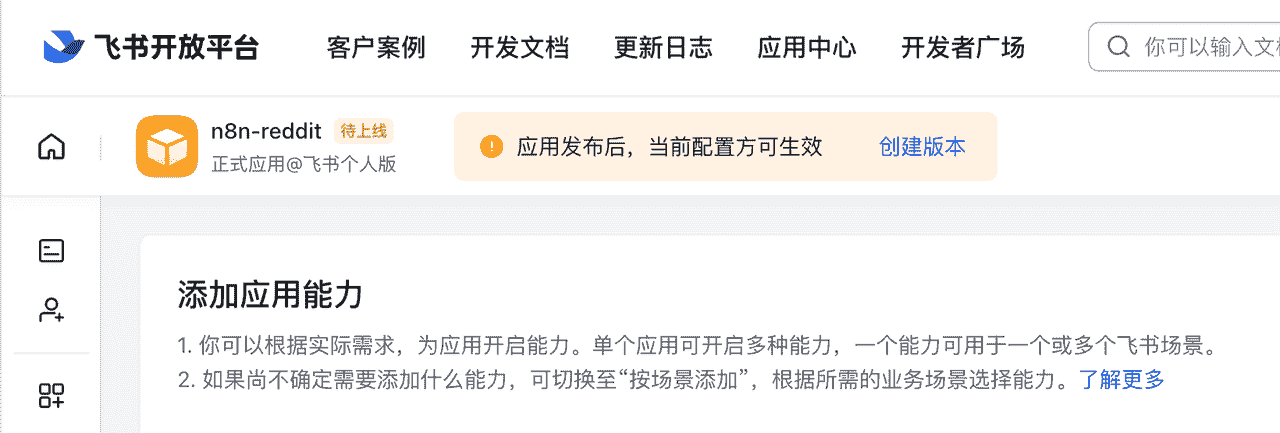 飞书开放平台 客户案例 开发文档 更新日志 应用中心 开发者广场 你可以输入文
n8n-reddit 待上线
正式应用@飞书个人版
应用发布后，当前配置方可生效 创建版本
添加应用能力
1. 你可以根据实际需求，为应用开启能力。单个应用可开启多种能力，一个能力可用于一个或多个飞书场景。
2. 如果尚不确定需要添加什么能力，可切换至“按场景添加”，根据所需的业务场景选择能力。了解更多